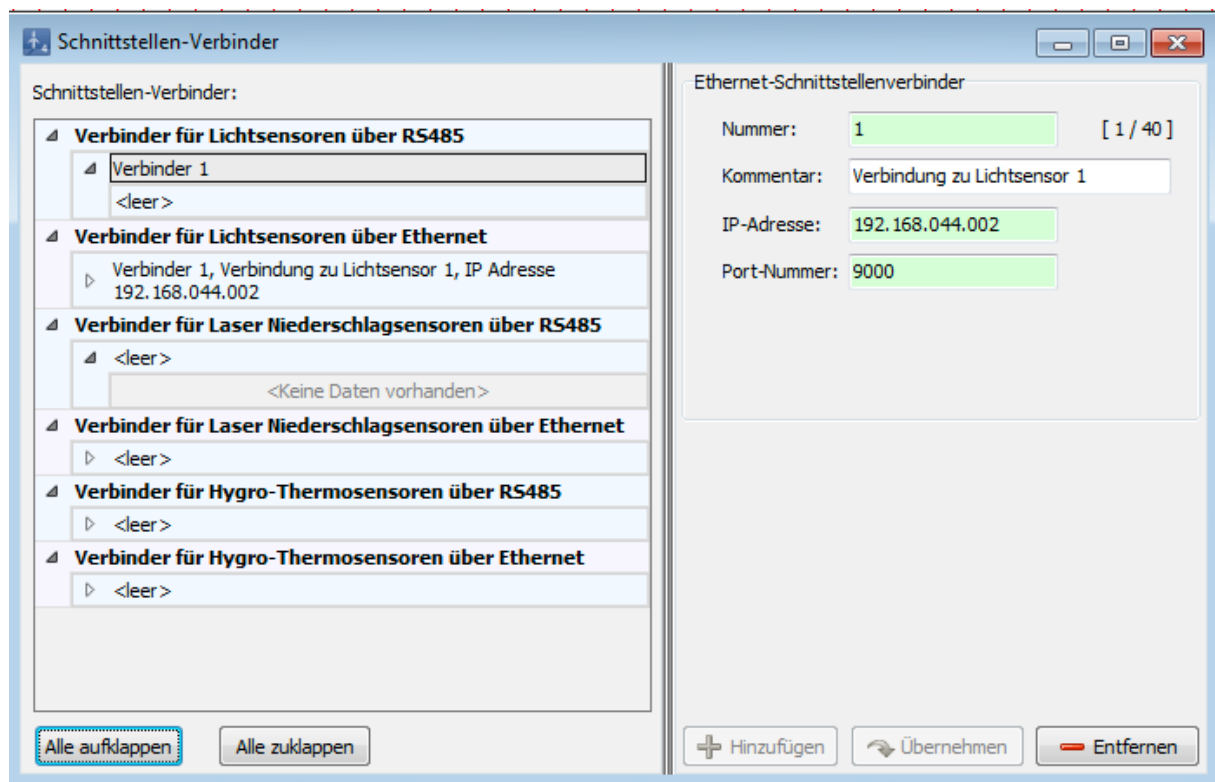 Schnittstellen-Verbinder
Schnittstellen-Verbinder:
Verbinder für Lichtsensoren über RS485
Verbinder 1
<leer>
Verbinder für Lichtsensoren über Ethernet
Verbinder 1, Verbindung zu Lichtsensor 1, IP Adresse
192.168.044.002
Verbinder für Laser Niederschlagsensoren über RS485
<leer>
<Keine Daten vorhanden>
Verbinder für Laser Niederschlagsensoren über Ethernet
<leer>
Verbinder für Hygro-Thermosensoren über RS485
<leer>
Verbinder für Hygro-Thermosensoren über Ethernet
<leer>
Alle aufklappen
Alle zuklappen
Ethernet-Schnittstellenverbinder
Nummer: 1 [ 1 / 40 ]
Kommentar: Verbindung zu Lichtsensor 1
IP-Adresse: 192.168.044.002
Port-Nummer: 9000
Hinzufügen
Übernehmen
Entfernen